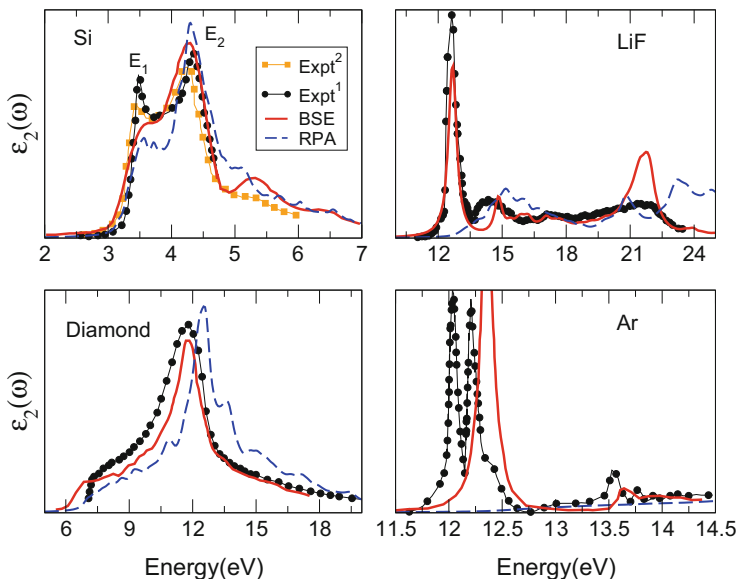 Si
E₁
E₂
Expt²
Expt¹
BSE
RPA
ε₂(ω)
2 3 4 5 6 7
LiF
12 15 18 21 24
Diamond
ε₂(ω)
6 9 12 15 18
Energy(eV)
Ar
11.5 12 12.5 13 13.5 14 14.5
Energy(eV)